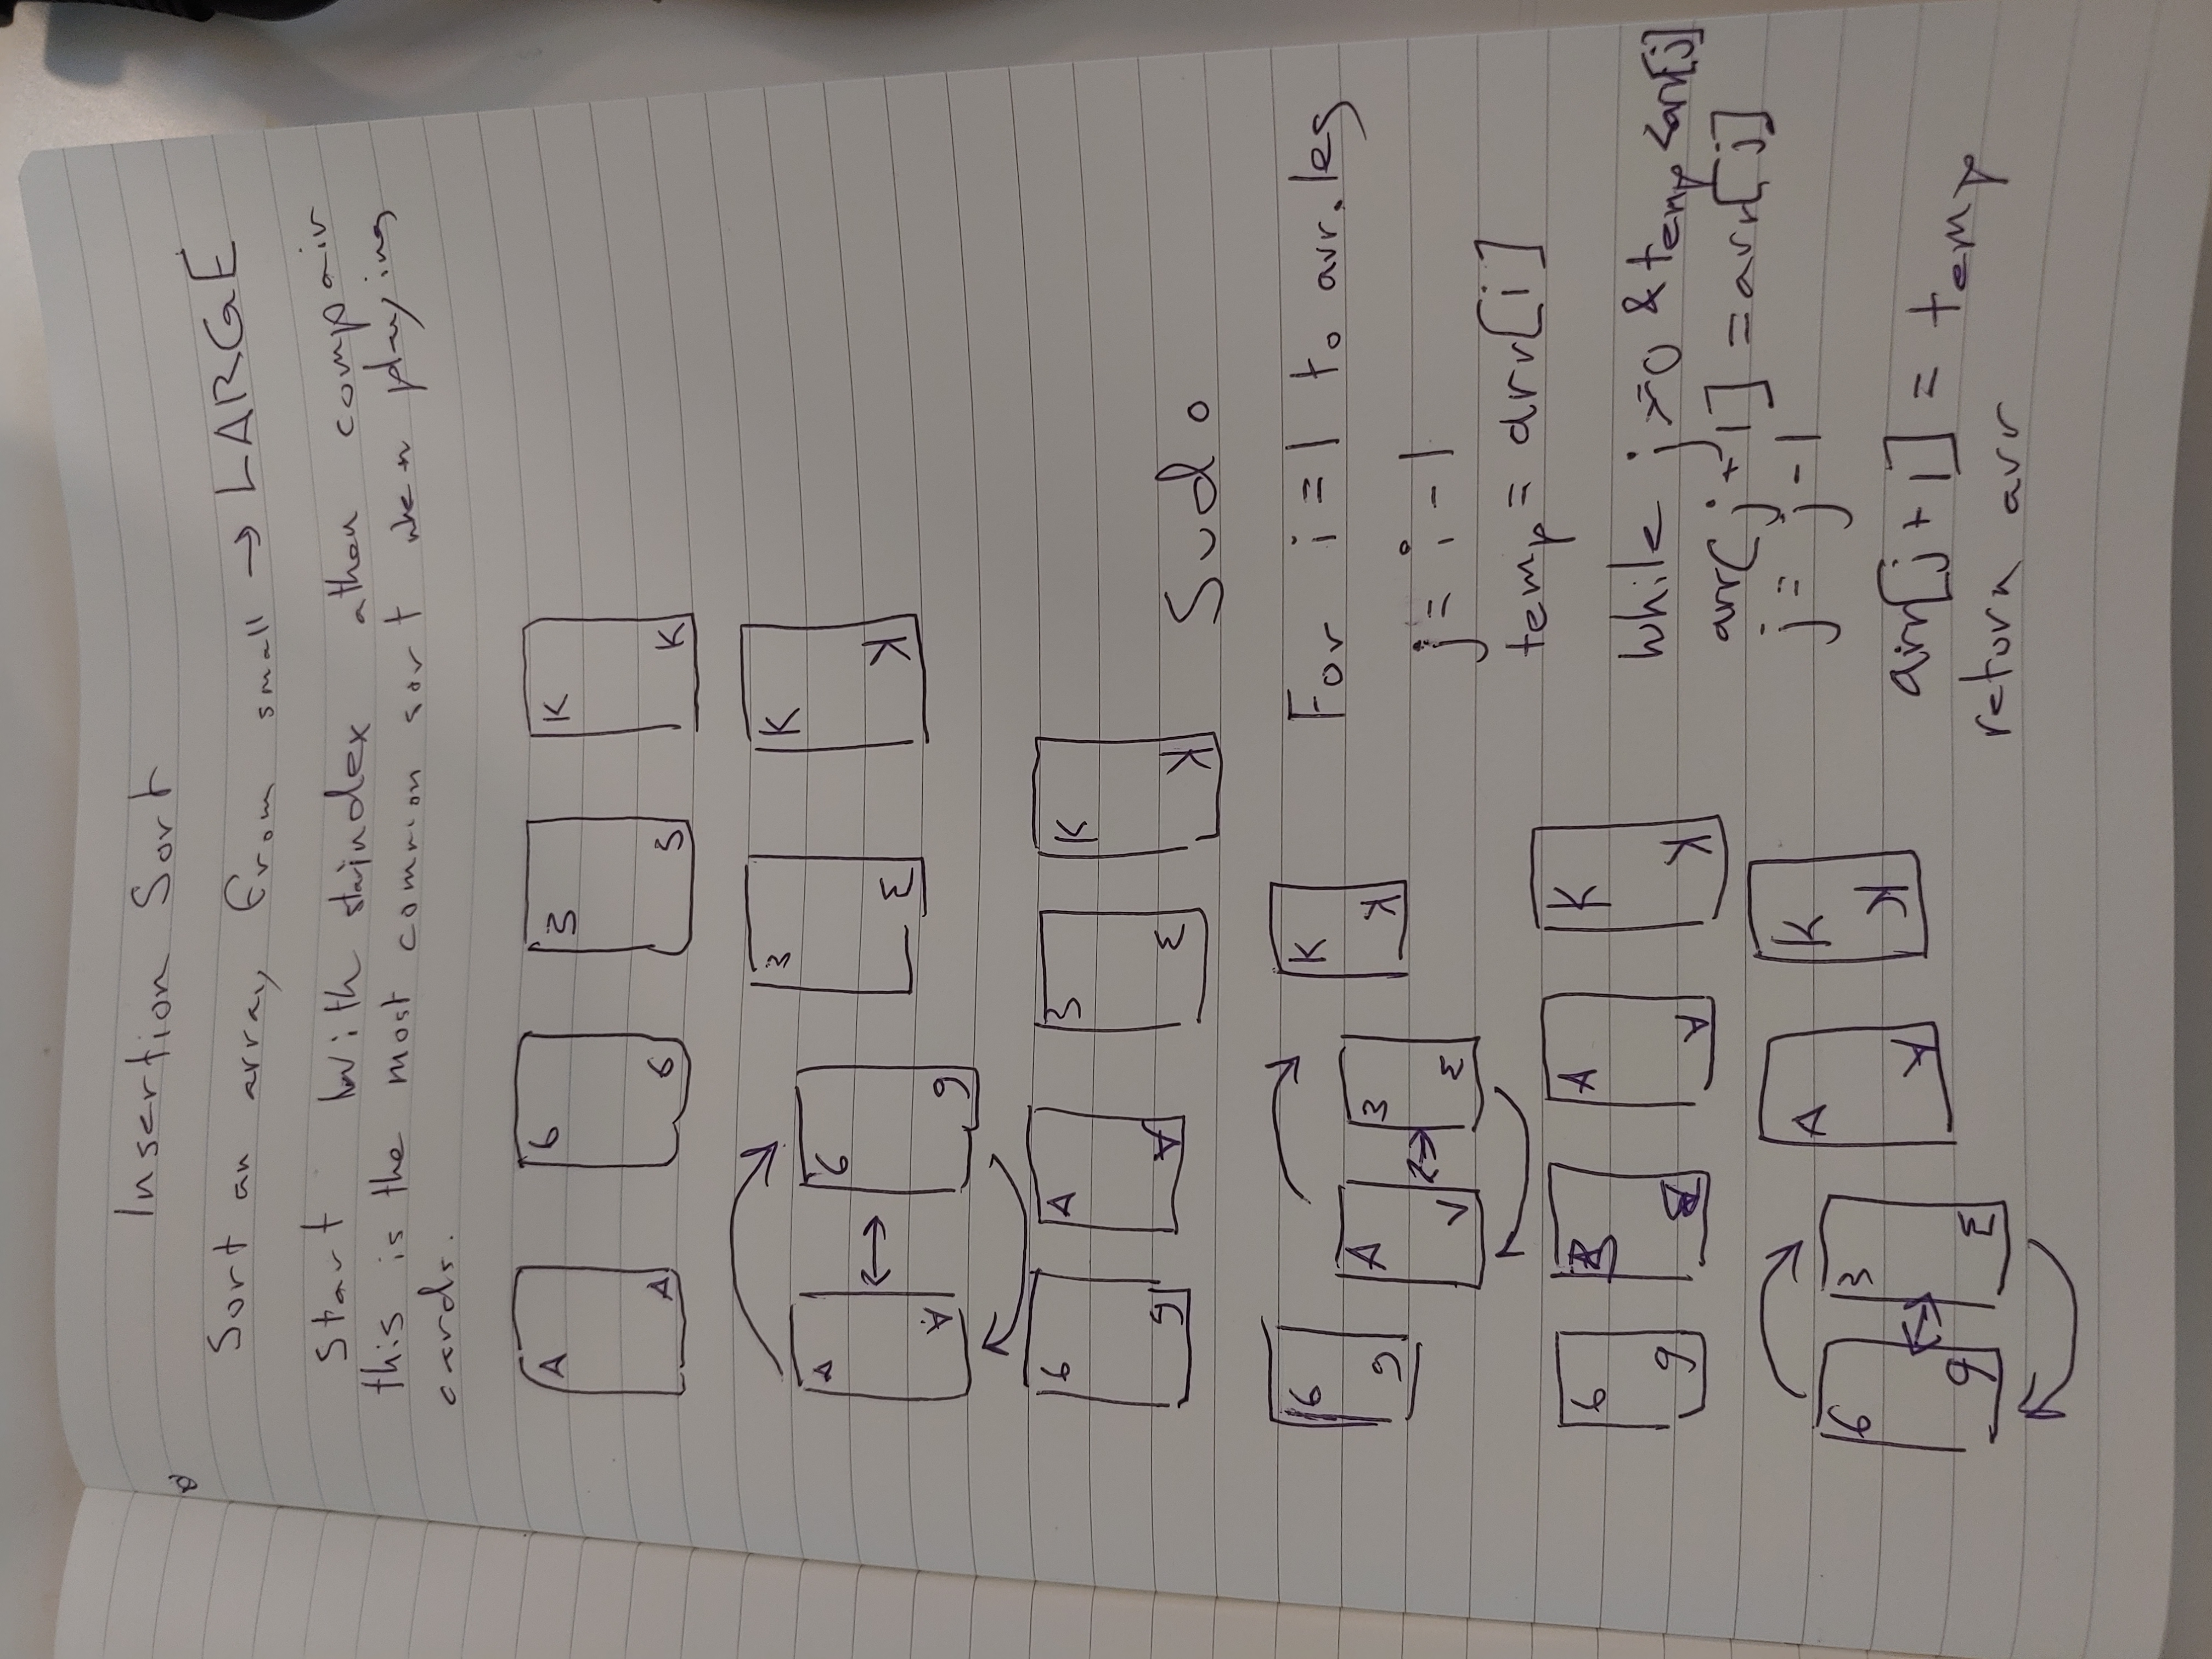 Insertion Sort
Sort an array from small → LARGE
Start With index athen compair
this is the most common sort when playing
cards.
A 6 3 K
A 6 3 K
A 6 3 K
A 6 3 K
6 A 3 K
6 A 3 K
6 A 3 K
6 A 3 K
6 3 A K
6 3 A K
6 3 A K
6 3 A K
Sudo
For i = 1 to arr.leg
j = i - 1
temp = arr[i]
while j >= 0 & temp < arr[j]
arr[j + 1] = arr[j]
j = j - 1
arr[j + 1] = temp
return arr